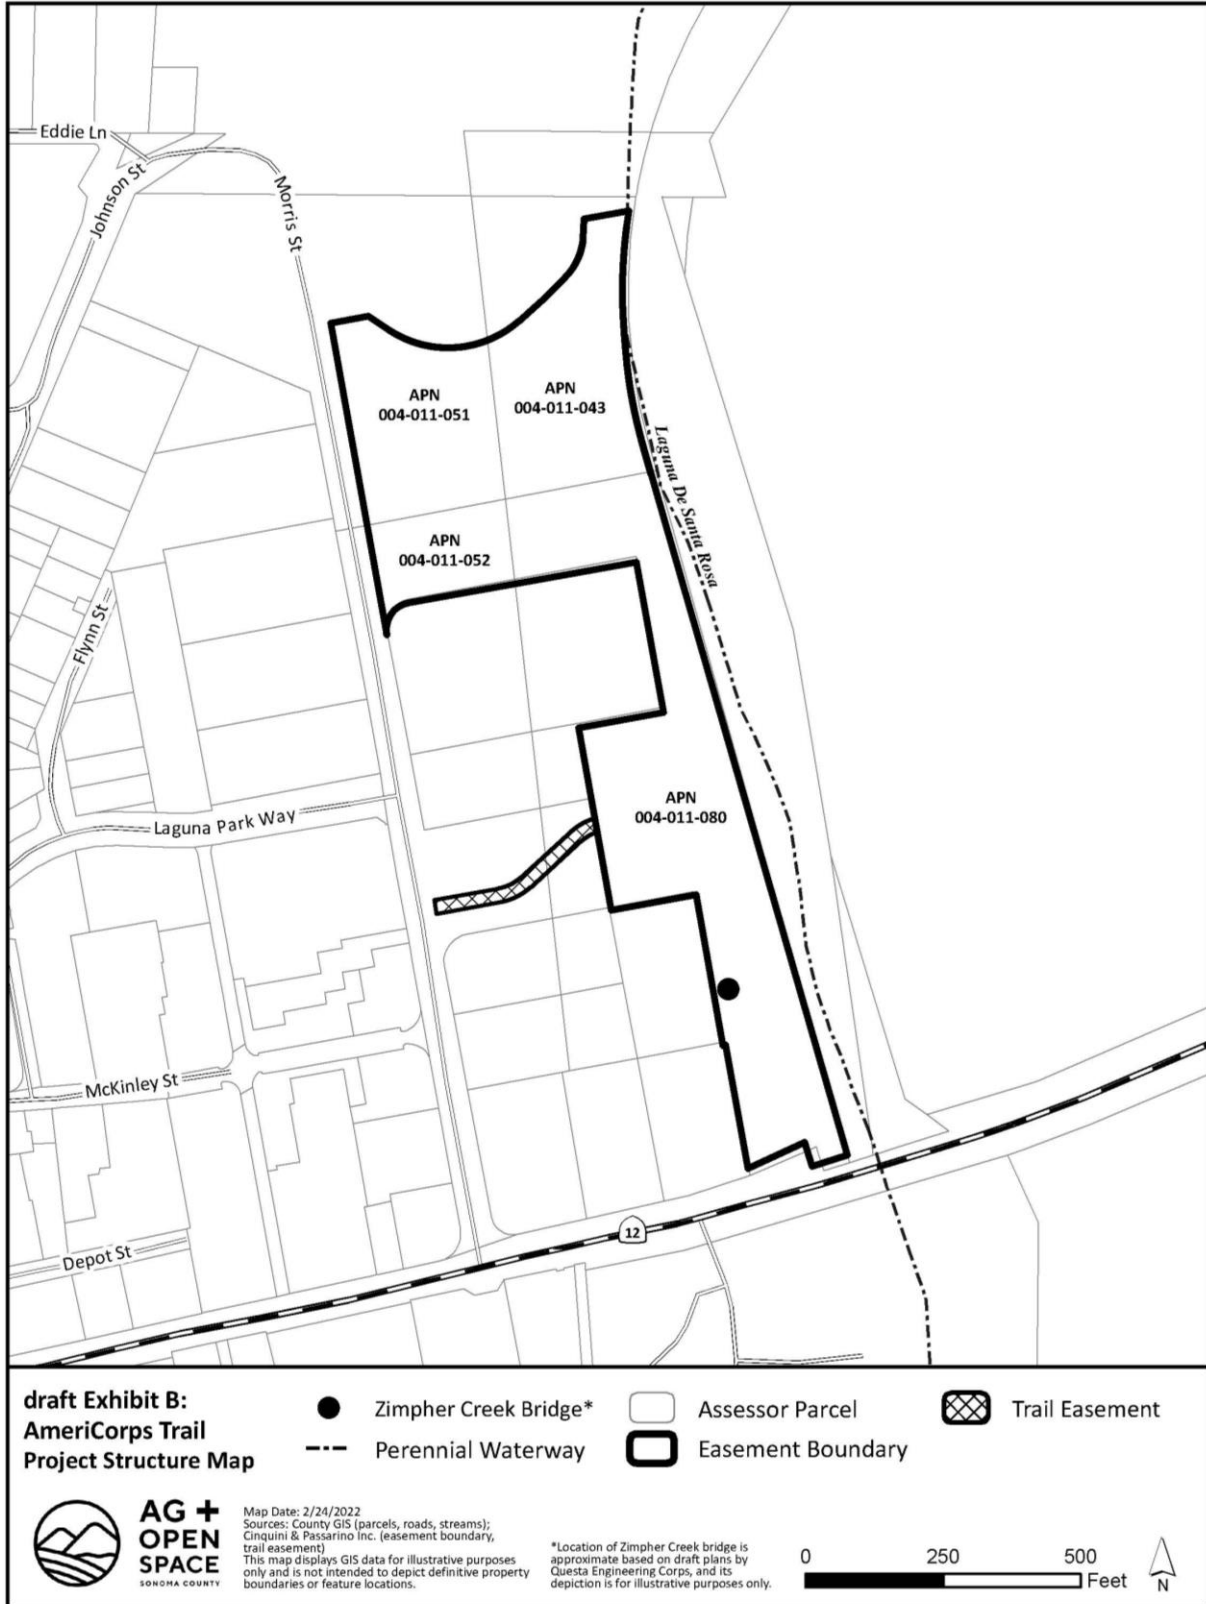 Eddie Ln
Johnson St
Morris St
APN
004-011-051
APN
004-011-043
Laguna De Santa Rosa
APN
004-011-052
Flynn St
APN
004-011-080
Laguna Park Way
McKinley St
12
Depot St
draft Exhibit B:
AmeriCorps Trail
Project Structure Map
Zimpher Creek Bridge*
Assessor Parcel
Trail Easement
Perennial Waterway
Easement Boundary
AG +
OPEN
SPACE
SONOMA COUNTY
Map Date: 2/24/2022
Sources: County GIS (parcels, roads, streams);
Cinquini & Passarino Inc. (easement boundary,
trail easement)
This map displays GIS data for illustrative purposes
only and is not intended to depict definitive property
boundaries or feature locations.
*Location of Zimpher Creek bridge is
approximate based on draft plans by
Questa Engineering Corps, and its
depiction is for illustrative purposes only.
0 250 500
Feet
N